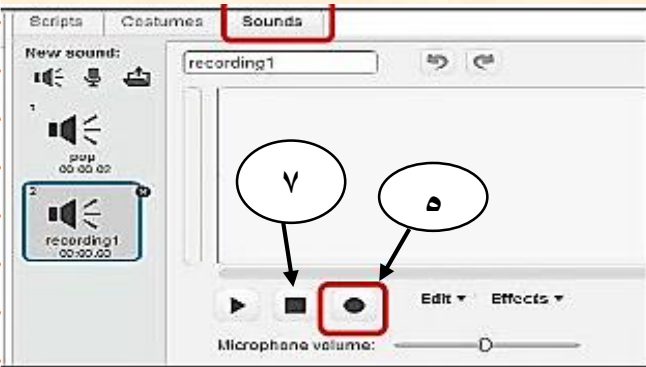 Scripts Costumes Sounds
New sound:
recording1
1
pop
00:00.02
2
recording1
00:00.00
٧
٥
Edit Effects
Microphone volume: